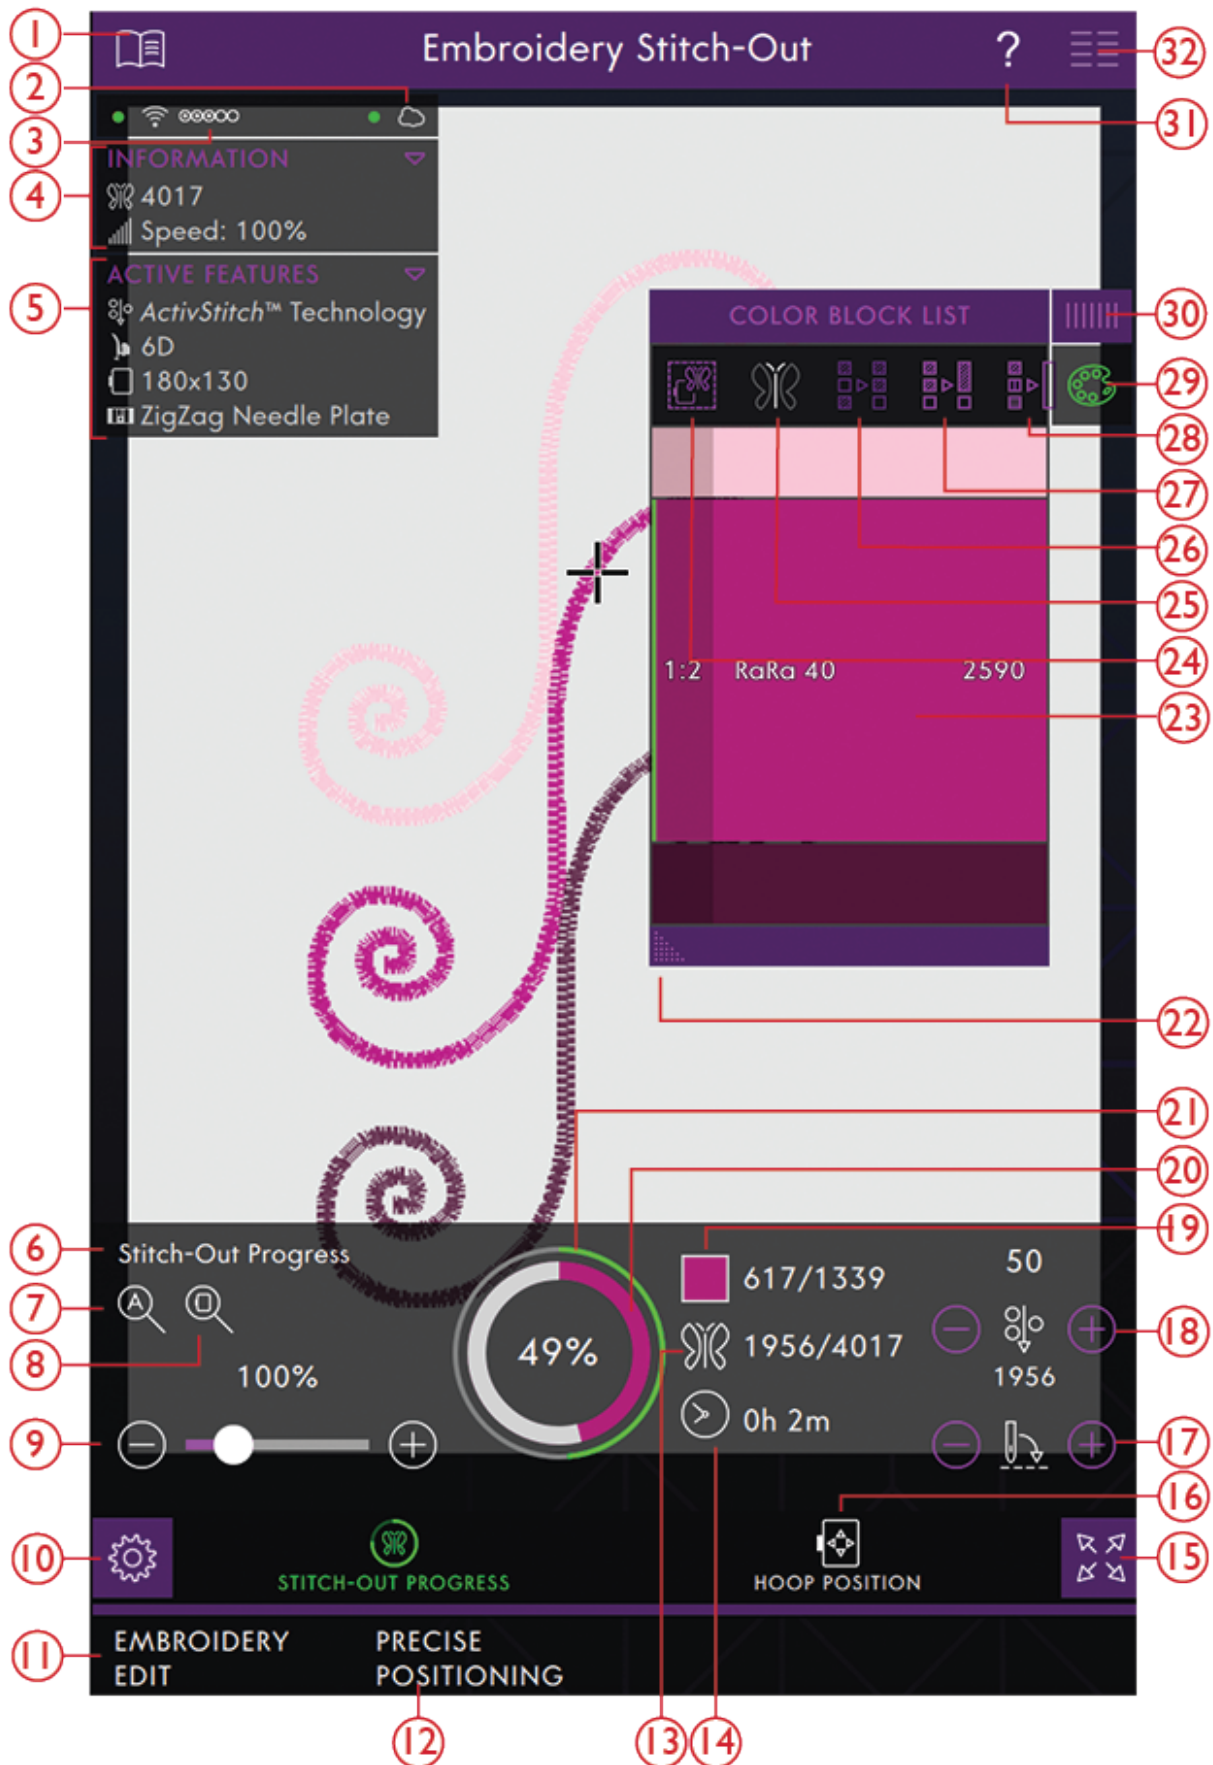 1
Embroidery Stitch-Out
?
32
2
31
3
INFORMATION
4
4017
Speed: 100%
ACTIVE FEATURES
5
ActivStitch™ Technology
6D
180x130
ZigZag Needle Plate
COLOR BLOCK LIST
30
29
28
27
26
25
24
1:2 RaRa 40 2590
23
22
21
20
19
6
Stitch-Out Progress
7
A
8
100%
9
49%
617/1339
1956/4017
0h 2m
50
18
1956
17
16
10
STITCH-OUT PROGRESS
HOOP POSITION
15
11
EMBROIDERY
EDIT
PRECISE
POSITIONING
12
13
14